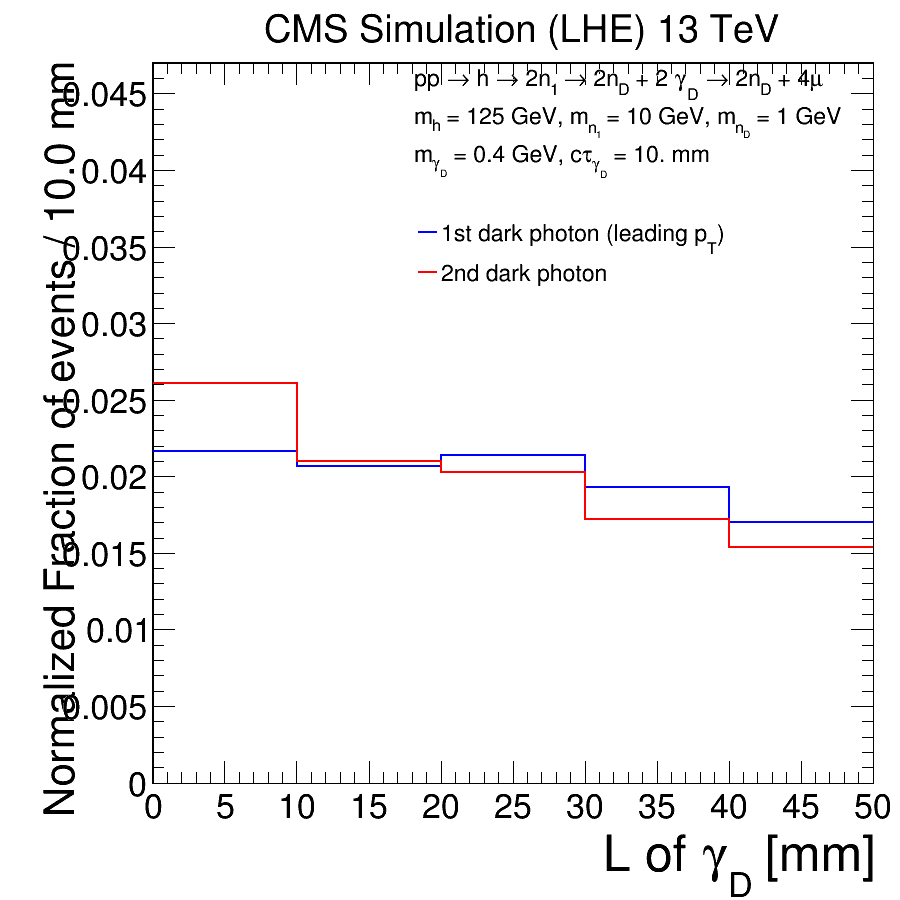 CMS Simulation (LHE) 13 TeV
pp → h → 2n1 → 2nD + 2 γD → 2nD + 4μ
mh = 125 GeV, mn1 = 10 GeV, mnD = 1 GeV
mγD = 0.4 GeV, cτγD = 10. mm
1st dark photon (leading pT)
2nd dark photon
Normalized Fraction of events / 10.0 mm
0.045
0.04
0.035
0.03
0.025
0.02
0.015
0.01
0.005
0
0 5 10 15 20 25 30 35 40 45 50
L of γD [mm]